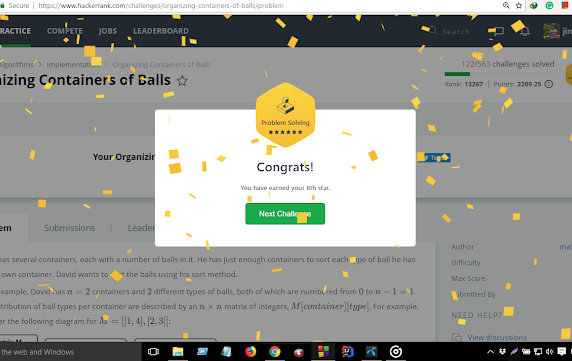 Secure | https://www.hackerrank.com/challenges/organizing-containers-of-balls/problem
PRACTICE COMPETE JOBS LEADERBOARD Search
Algorithms Implementation Organizing Containers of Balls
nizing Containers of Balls
122/563 challenges solved
Rank: 13267 | Points: 2209.25
Problem Solving
Your Organizin
Congrats!
You have earned your 6th star.
Next Challenge
em Submissions Leader
has several containers, each with a number of balls in it. He has just enough containers to sort each type of ball he has
own container. David wants to the balls using his sort method.
example, David has n = 2 containers and 2 different types of balls, both of which are numbered from 0 to n − 1 = 1.
tribution of ball types per container are described by an n × n matrix of integers, M[container][type]. For example,
er the following diagram for M = [[1, 4], [2, 3]]:
Author
Difficulty
Max Score
Submitted By
NEED HELP?
View discussions
the web and Windows